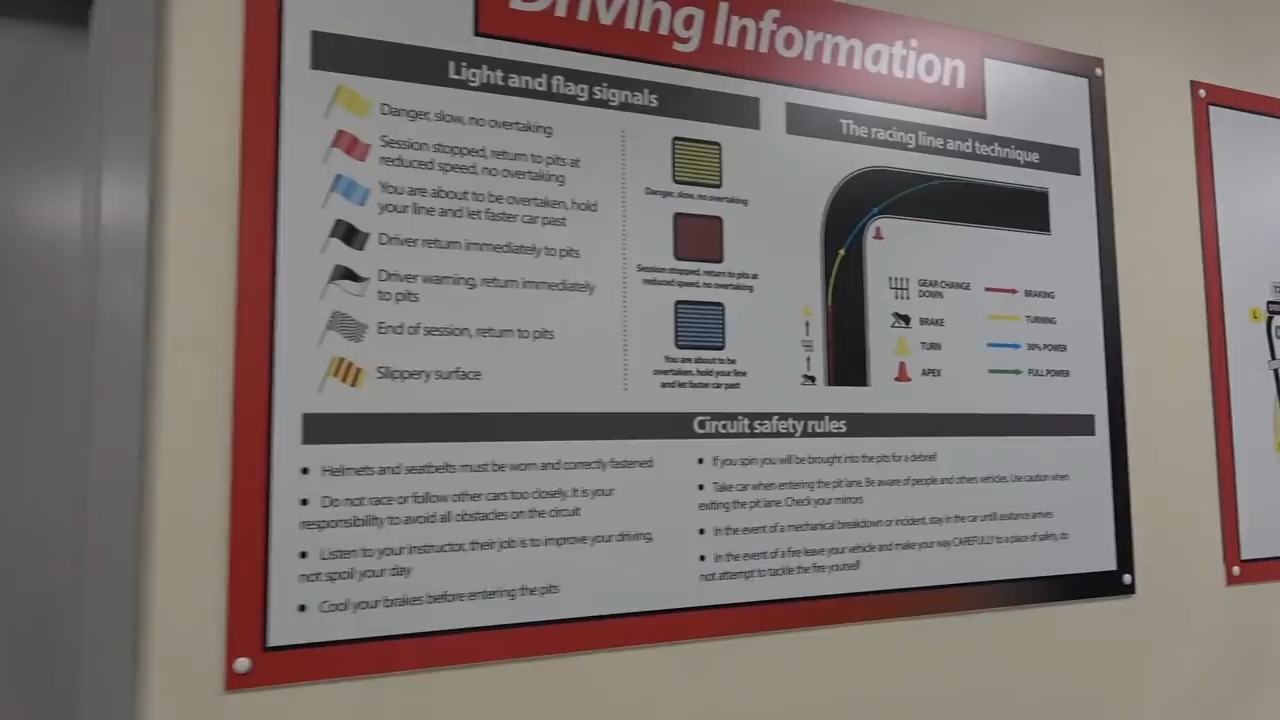 Driving Information
Light and flag signals
Danger, slow, no overtaking
Session stopped, return to pits at
reduced speed, no overtaking
You are about to be overtaken, hold
your line and let faster car past
Driver return immediately to pits
Driver warning, return immediately
to pits
End of session, return to pits
Slippery surface
Danger, slow, no overtaking
Session stopped, return to pits at
reduced speed, no overtaking
You are about to be
overtaken, hold your line
and let faster car past
The racing line and technique
GEAR CHANGE
DOWN
BRAKING
BRAKE
TURNING
TURN
30% POWER
APEX
FULL POWER
Circuit safety rules
• Helmets and seatbelts must be worn and correctly fastened
• Do not race or follow other cars too closely. It is your
responsibility to avoid all obstacles on the circuit
• Listen to your instructor, their job is to improve your driving,
not spoil your day
• Cool your brakes before entering the pits
• If you spin you will be brought into the pits for a debrief
• Take car when entering the pit lane. Be aware of people and others vehicles. Use caution when
exiting the pit lane. Check your mirrors
• In the event of a mechanical breakdown or incident, stay in the car until assitance arrives
• In the event of a fire leave your vehicle and make your way CAREFULLY to a place of safety, do
not attempt to tackle the fire yourself
L